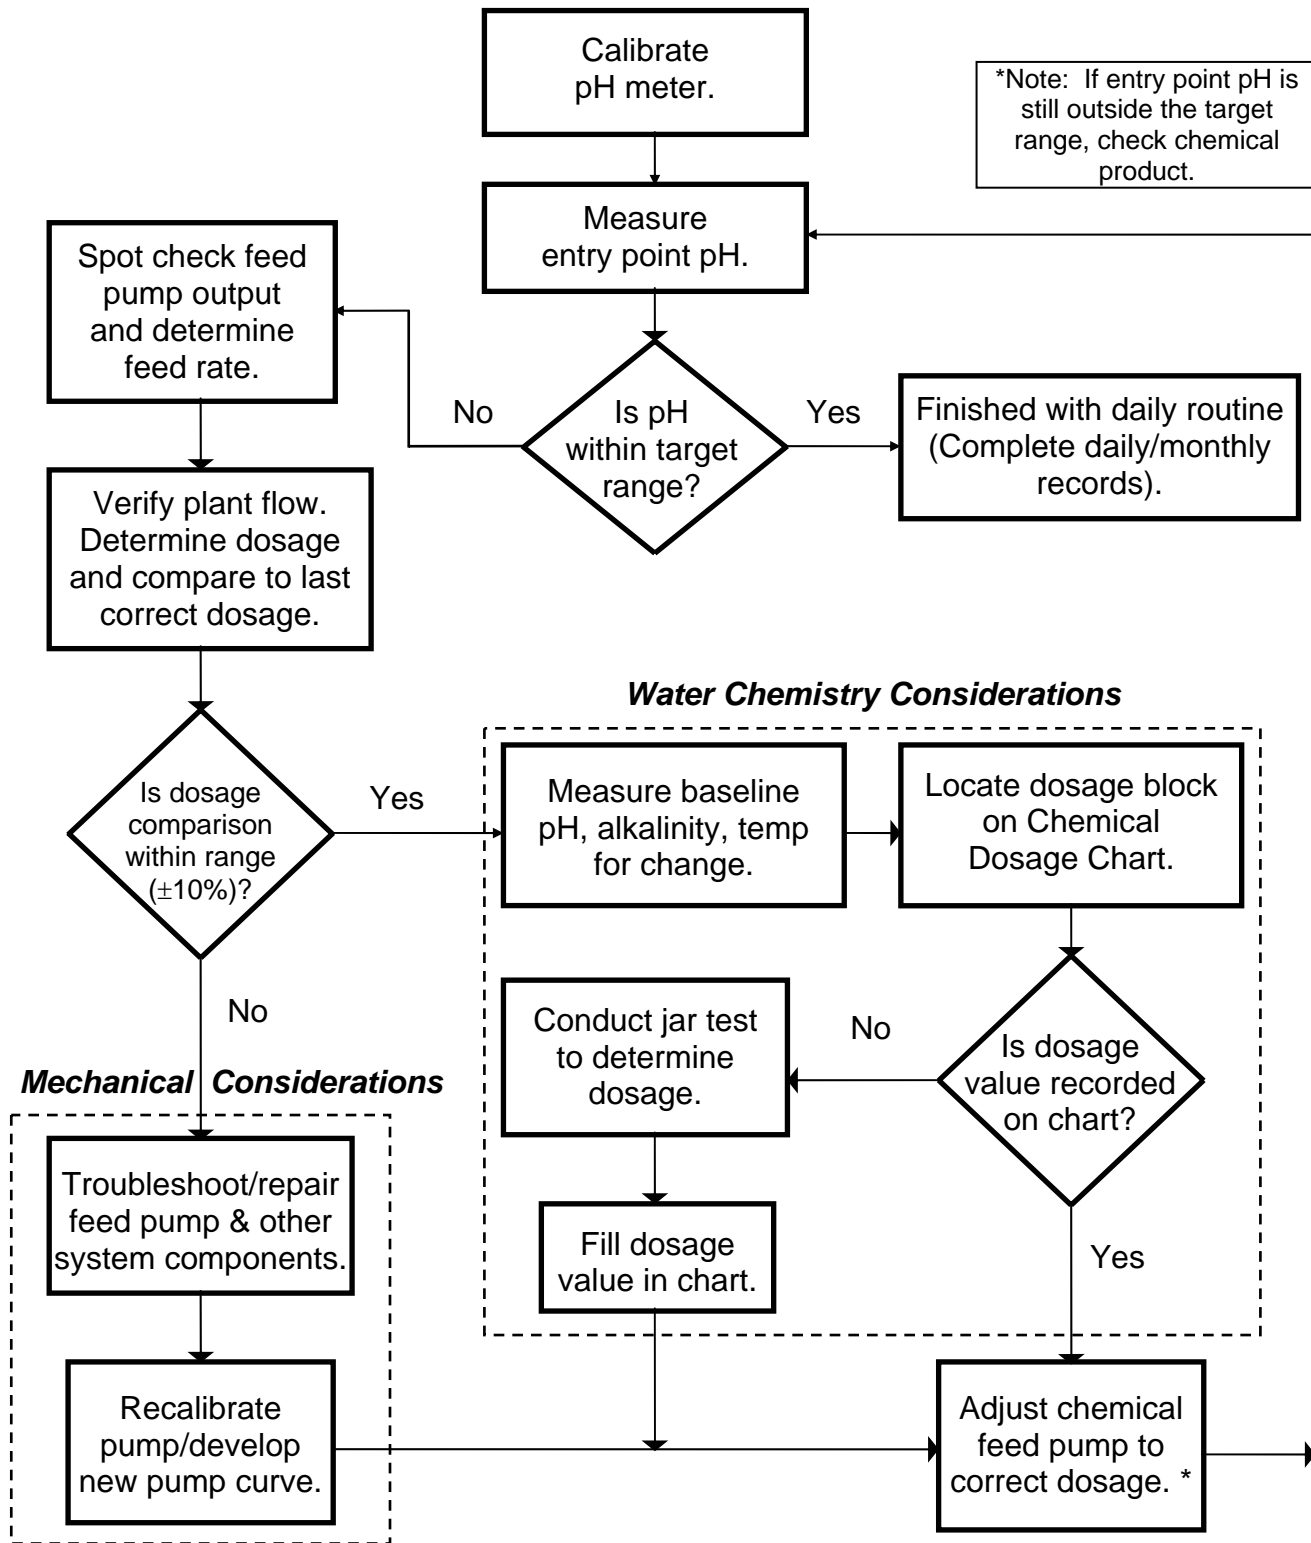 Calibrate
pH meter.
*Note:  If entry point pH is
still outside the target
range, check chemical
product.
Measure
entry point pH.
Spot check feed
pump output
and determine
feed rate.
No
Is pH
within target
range?
Yes
Finished with daily routine
(Complete daily/monthly
records).
Verify plant flow.
Determine dosage
and compare to last
correct dosage.
Water Chemistry Considerations
Is dosage
comparison
within range
(±10%)?
Yes
Measure baseline
pH, alkalinity, temp
for change.
Locate dosage block
on Chemical
Dosage Chart.
No
Conduct jar test
to determine
dosage.
No
Is dosage
value recorded
on chart?
Mechanical Considerations
Troubleshoot/repair
feed pump & other
system components.
Fill dosage
value in chart.
Yes
Recalibrate
pump/develop
new pump curve.
Adjust chemical
feed pump to
correct dosage. *